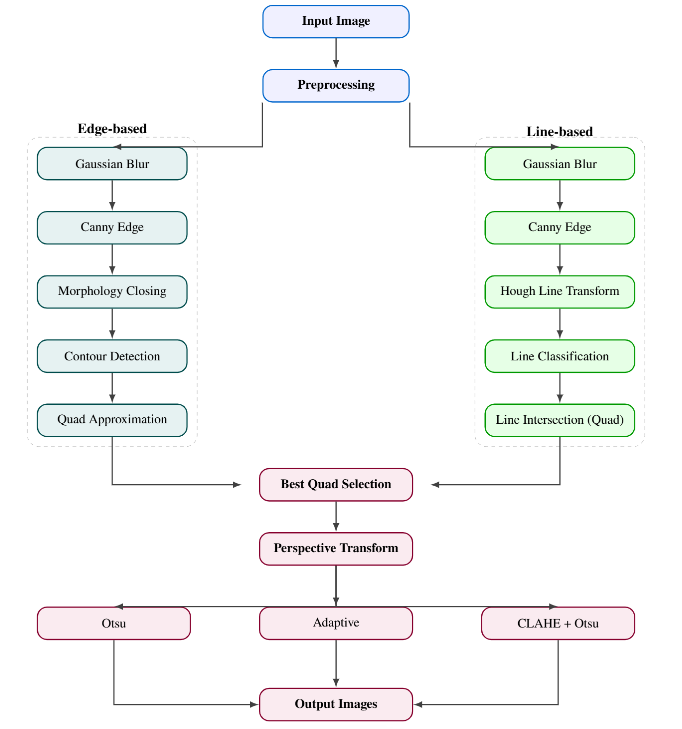 Input Image
Preprocessing
Edge-based
Gaussian Blur
Canny Edge
Morphology Closing
Contour Detection
Quad Approximation
Line-based
Gaussian Blur
Canny Edge
Hough Line Transform
Line Classification
Line Intersection (Quad)
Best Quad Selection
Perspective Transform
Otsu
Adaptive
CLAHE + Otsu
Output Images